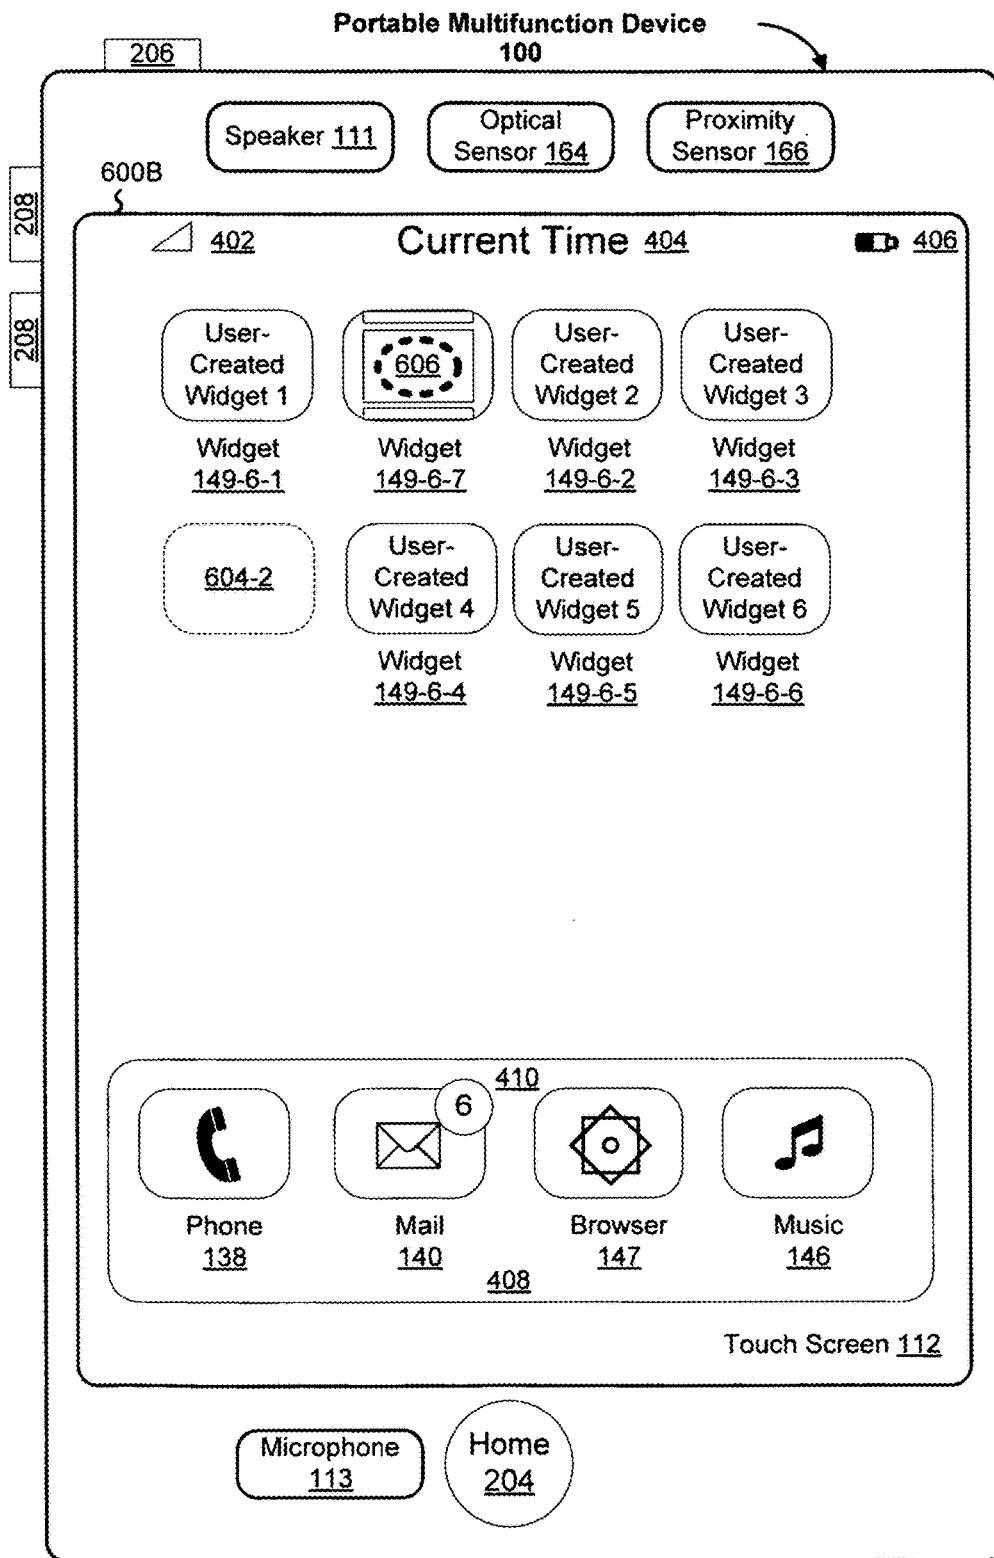 Portable Multifunction Device
100
206
Speaker 111
Optical
Sensor 164
Proximity
Sensor 166
600B
208
208
402
Current Time 404
406
User-
Created
Widget 1
606
User-
Created
Widget 2
User-
Created
Widget 3
Widget
149-6-1
Widget
149-6-7
Widget
149-6-2
Widget
149-6-3
604-2
User-
Created
Widget 4
User-
Created
Widget 5
User-
Created
Widget 6
Widget
149-6-4
Widget
149-6-5
Widget
149-6-6
410
6
Phone
138
Mail
140
Browser
147
Music
146
408
Touch Screen 112
Microphone
113
Home
204